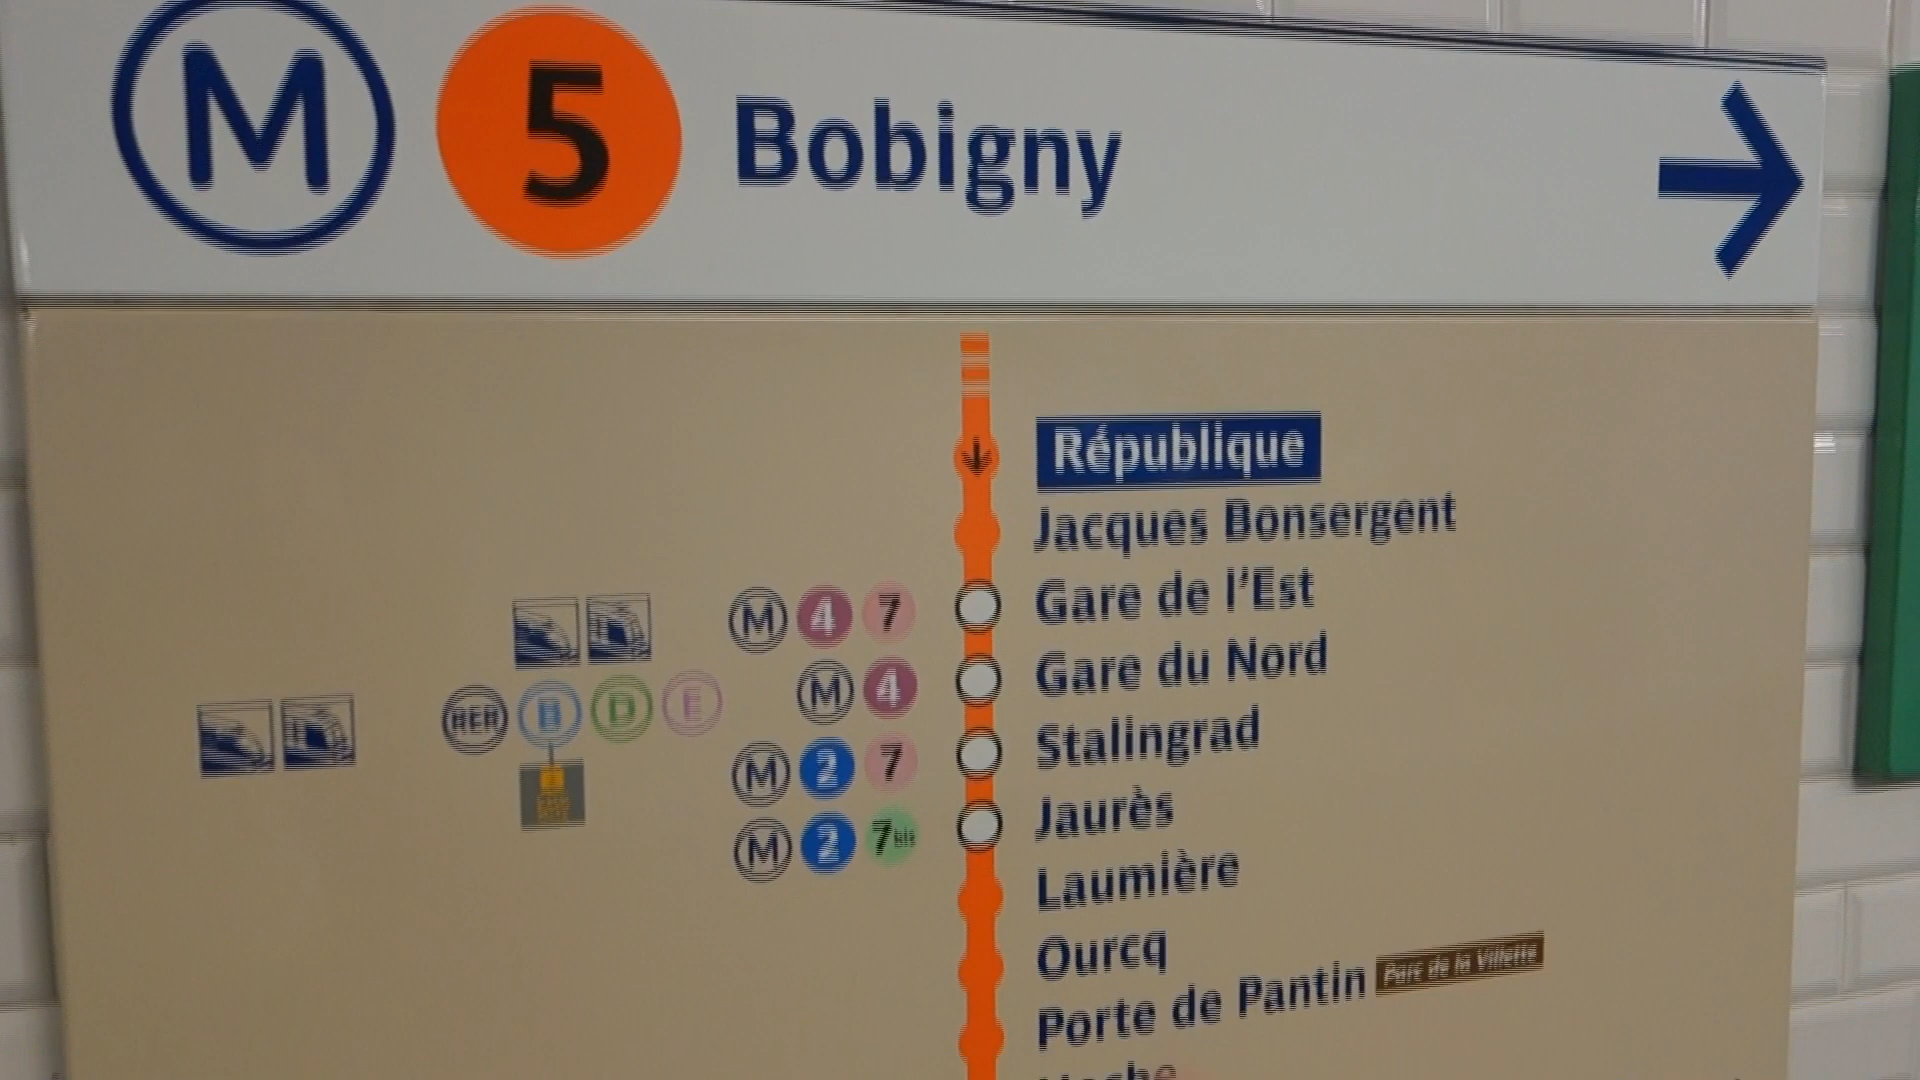 M 5 Bobigny
République
Jacques Bonsergent
M 4 7 Gare de l'Est
M 4 Gare du Nord
RER B D E
M 2 7 Stalingrad
M 2 7bis Jaurès
Laumière
Ourcq
Porte de Pantin Parc de la Villette